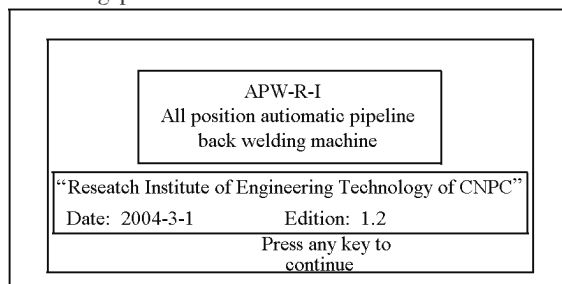 APW-R-I
All position autiomatic pipeline
back welding machine
“Reseatch Institute of Engineering Technology of CNPC”
Date: 2004-3-1 Edition: 1.2
Press any key to
continue